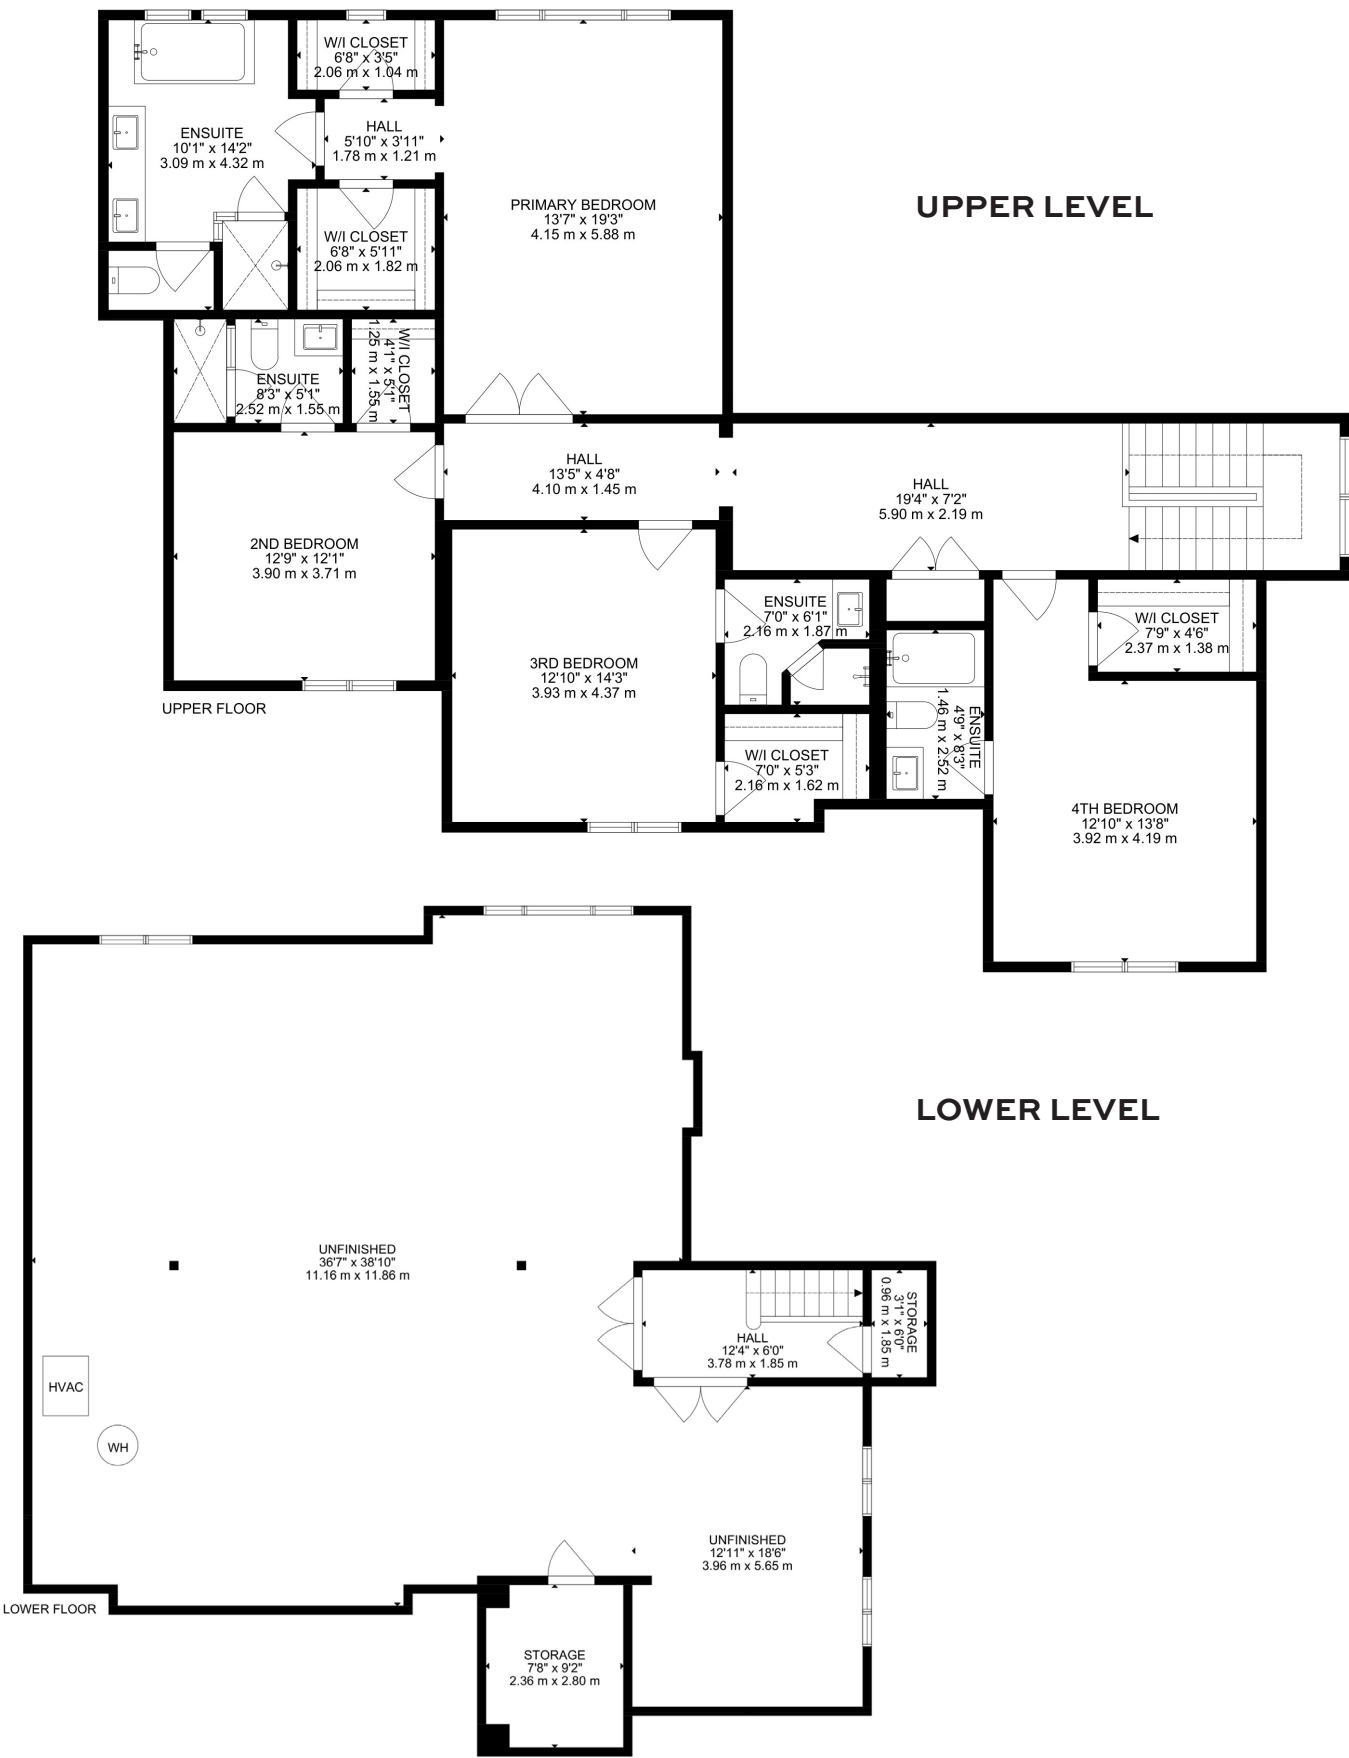 W/I CLOSET
6'8" x 3'5"
2.06 m x 1.04 m
ENSUITE
10'1" x 14'2"
3.09 m x 4.32 m
HALL
5'10" x 3'11"
1.78 m x 1.21 m
PRIMARY BEDROOM
13'7" x 19'3"
4.15 m x 5.88 m
UPPER LEVEL
W/I CLOSET
6'8" x 5'11"
2.06 m x 1.82 m
ENSUITE
8'3" x 5'1"
2.52 m x 1.55 m
W/I CLOSET
4'1" x 5'1"
1.25 m x 1.55 m
HALL
13'5" x 4'8"
4.10 m x 1.45 m
HALL
19'4" x 7'2"
5.90 m x 2.19 m
2ND BEDROOM
12'9" x 12'1"
3.90 m x 3.71 m
ENSUITE
7'0" x 6'1"
2.16 m x 1.87 m
W/I CLOSET
7'9" x 4'6"
2.37 m x 1.38 m
3RD BEDROOM
12'10" x 14'3"
3.93 m x 4.37 m
UPPER FLOOR
ENSUITE
4'9" x 8'3"
1.46 m x 2.52 m
W/I CLOSET
7'0" x 5'3"
2.16 m x 1.62 m
4TH BEDROOM
12'10" x 13'8"
3.92 m x 4.19 m
LOWER LEVEL
UNFINISHED
36'7" x 38'10"
11.16 m x 11.86 m
HALL
12'4" x 6'0"
3.78 m x 1.85 m
STORAGE
3'1" x 6'0"
0.96 m x 1.85 m
HVAC
WH
UNFINISHED
12'11" x 18'6"
3.96 m x 5.65 m
LOWER FLOOR
STORAGE
7'8" x 9'2"
2.36 m x 2.80 m